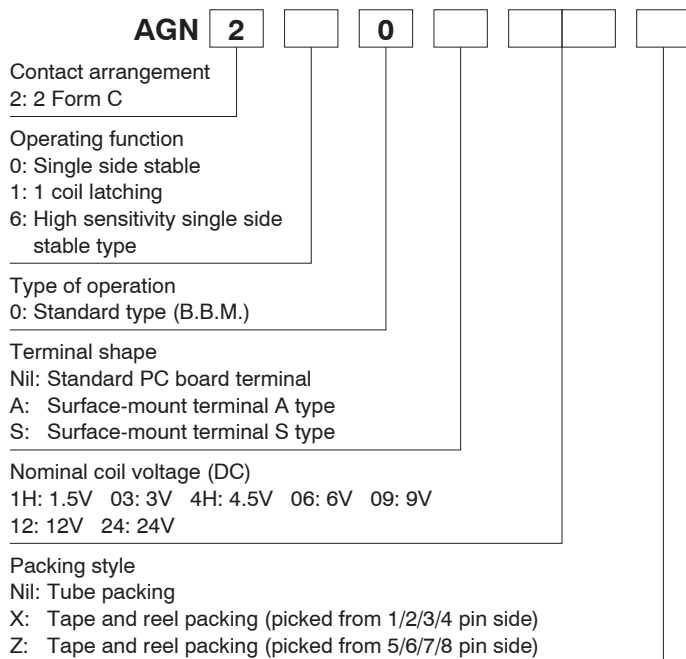 AGN 2 0
Contact arrangement
2: 2 Form C
Operating function
0: Single side stable
1: 1 coil latching
6: High sensitivity single side
stable type
Type of operation
0: Standard type (B.B.M.)
Terminal shape
Nil: Standard PC board terminal
A: Surface-mount terminal A type
S: Surface-mount terminal S type
Nominal coil voltage (DC)
1H: 1.5V 03: 3V 4H: 4.5V 06: 6V 09: 9V
12: 12V 24: 24V
Packing style
Nil: Tube packing
X: Tape and reel packing (picked from 1/2/3/4 pin side)
Z: Tape and reel packing (picked from 5/6/7/8 pin side)